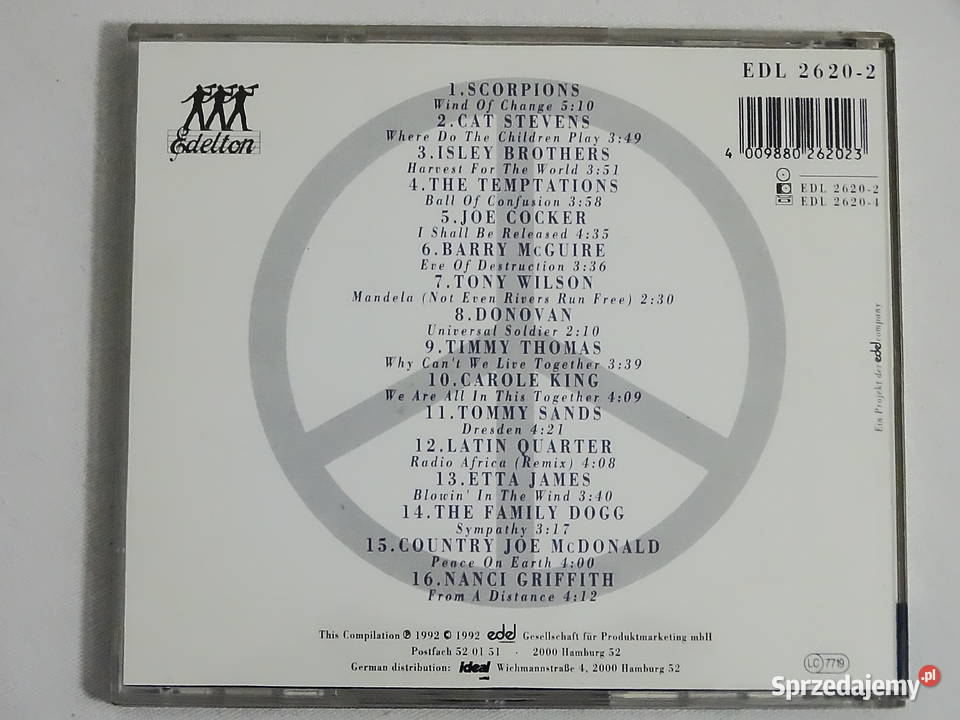 EDL 2620-2
Edelton
4 009880 262023
EDL 2620-2
EDL 2620-4
1.SCORPIONS
Wind Of Change 5:10
2.CAT STEVENS
Where Do The Children Play 3:49
3.ISLEY BROTHERS
Harvest For The World 3:51
4.THE TEMPTATIONS
Ball Of Confusion 3:58
5.JOE COCKER
I Shall Be Released 4:35
6.BARRY McGUIRE
Eve Of Destruction 3:36
7.TONY WILSON
Mandela (Not Even Rivers Run Free) 2:30
8.DONOVAN
Universal Soldier 2:10
9.TIMMY THOMAS
Why Can't We Live Together 3:39
10.CAROLE KING
We Are All In This Together 4:09
11.TOMMY SANDS
Dresden 4:21
12.LATIN QUARTER
Radio Africa (Remix) 4:08
13.ETTA JAMES
Blowin' In The Wind 3:40
14.THE FAMILY DOGG
Sympathy 3:17
15.COUNTRY JOE McDONALD
Peace On Earth 4:00
16.NANCI GRIFFITH
From A Distance 4:12
Ein Projekt der edel company
This Compilation ℗ 1992 © 1992 edel Gesellschaft für Produktmarketing mbH
Postfach 52 01 51 · 2000 Hamburg 52
German distribution: ideal Wichmannstraße 4, 2000 Hamburg 52
LC 7719
Sprzedajemy.pl